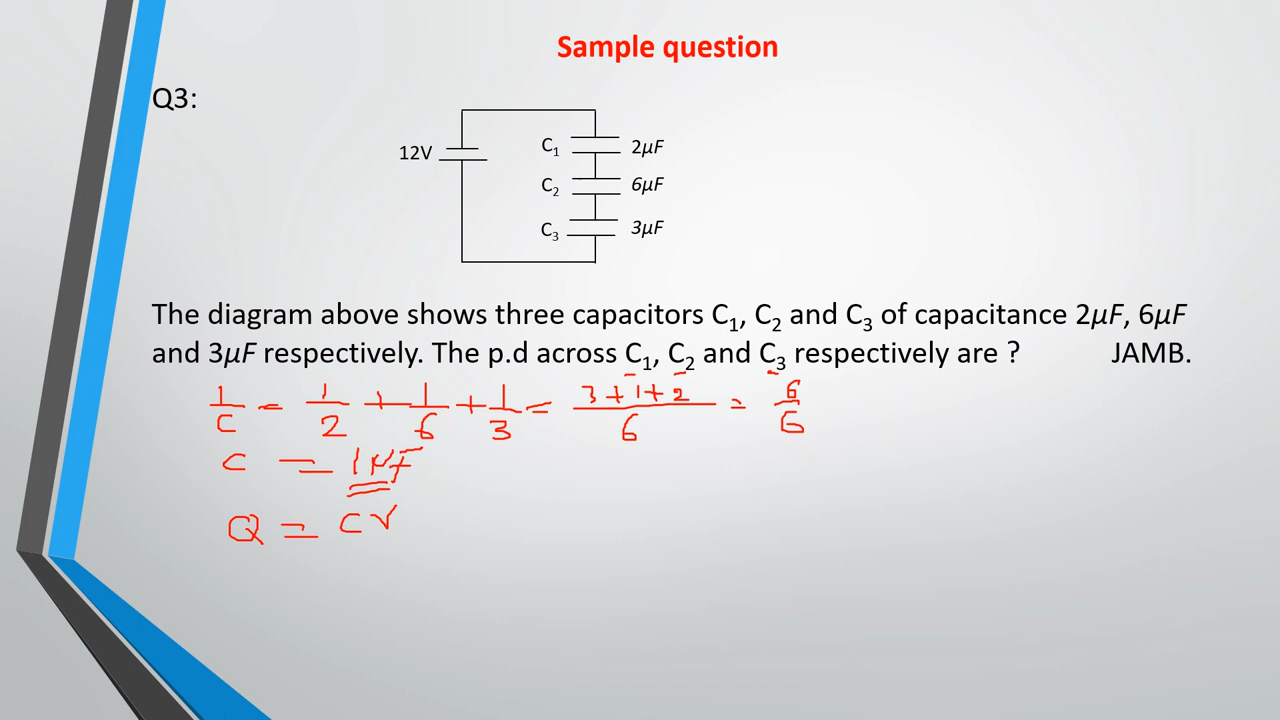 Sample question
Q3:
12V
C₁ 2μF
C₂ 6μF
C₃ 3μF
The diagram above shows three capacitors C₁, C₂ and C₃ of capacitance 2μF, 6μF
and 3μF respectively. The p.d across C₁, C₂ and C₃ respectively are ? JAMB.
1/C = 1/2 + 1/6 + 1/3 = 3+1+2/6 = 6/6
C = 1μF
Q = CV